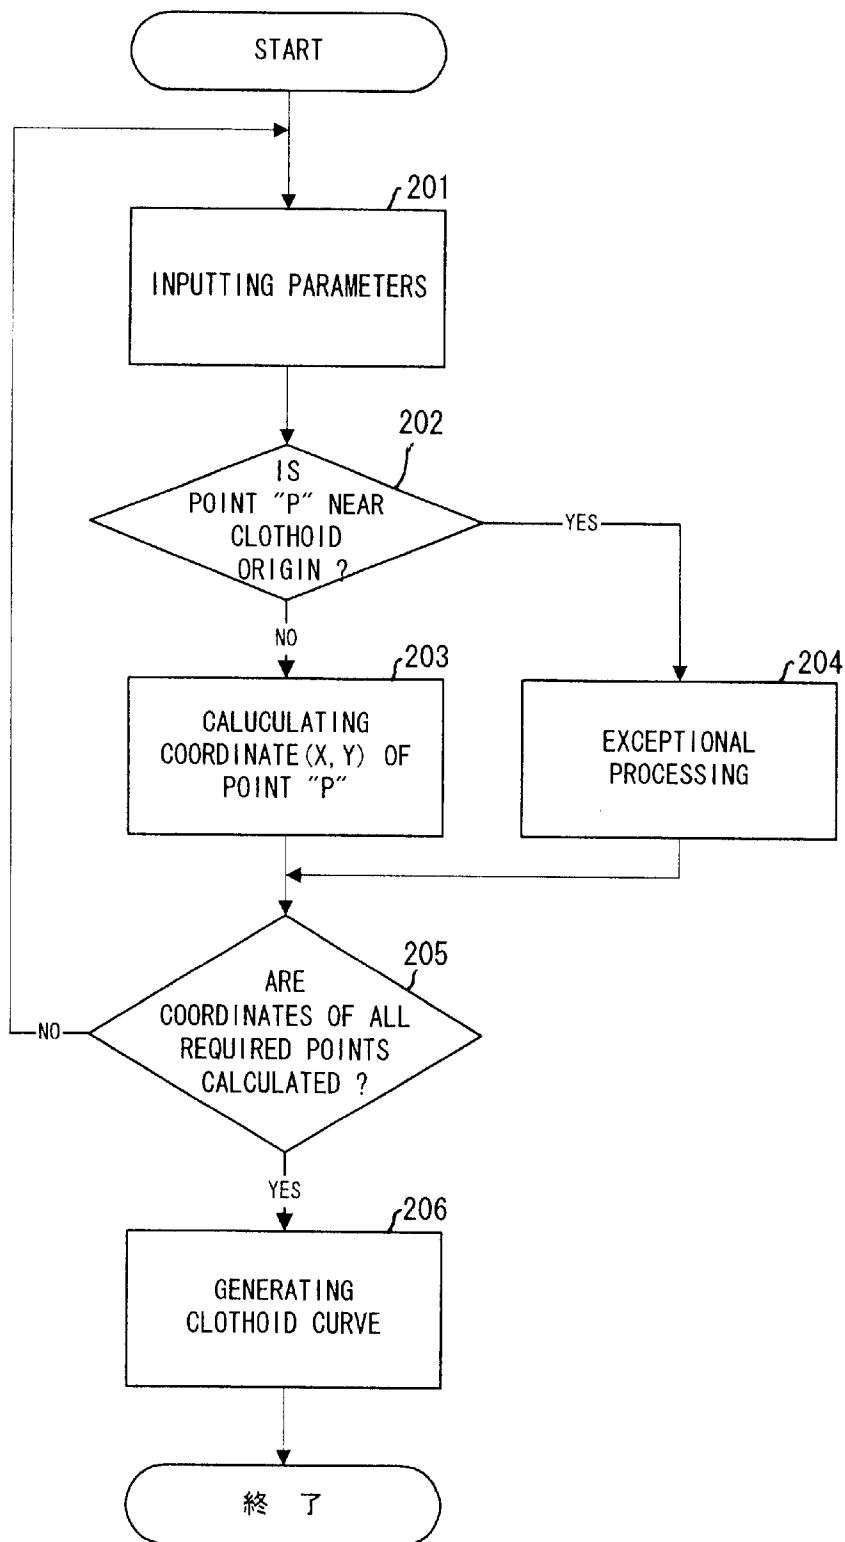 START
201
INPUTTING PARAMETERS
202
IS
POINT "P" NEAR
CLOTHOID
ORIGIN ?
YES
NO
203
CALUCULATING
COORDINATE(X, Y) OF
POINT "P"
204
EXCEPTIONAL
PROCESSING
205
ARE
COORDINATES OF ALL
REQUIRED POINTS
CALCULATED ?
NO
YES
206
GENERATING
CLOTHOID CURVE
終 了